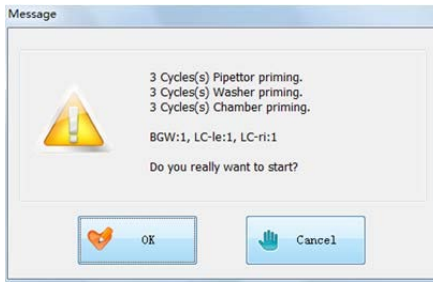 Message
3 Cycles(s) Pipettor priming.
3 Cycles(s) Washer priming.
3 Cycles(s) Chamber priming.
BGW:1, LC-le:1, LC-ri:1
Do you really want to start?
OK
Cancel